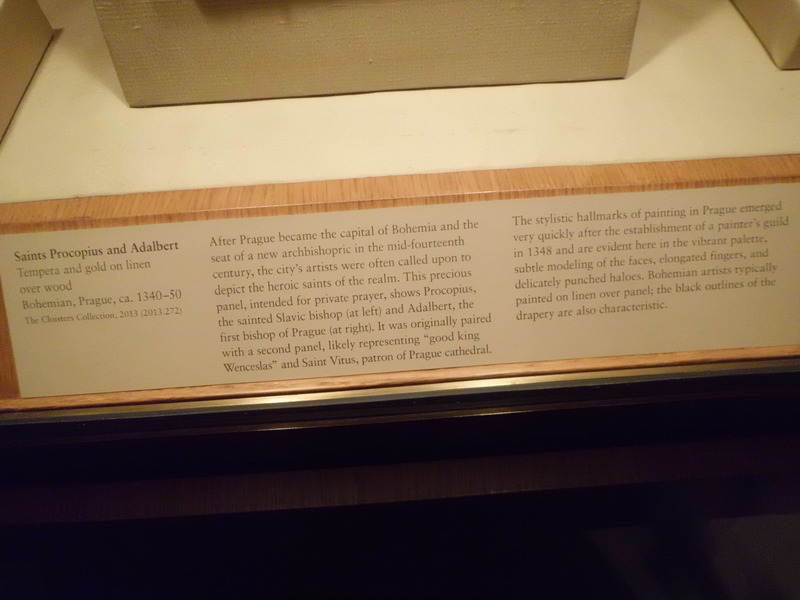 Saints Procopius and Adalbert
Tempera and gold on linen
over wood
Bohemian, Prague, ca. 1340–50
The Cloisters Collection, 2013 (2013.272)
After Prague became the capital of Bohemia and the
seat of a new archbishopric in the mid-fourteenth
century, the city's artists were often called upon to
depict the heroic saints of the realm. This precious
panel, intended for private prayer, shows Procopius,
the sainted Slavic bishop (at left) and Adalbert, the
first bishop of Prague (at right). It was originally paired
with a second panel, likely representing “good king
Wenceslas” and Saint Vitus, patron of Prague cathedral.
The stylistic hallmarks of painting in Prague emerged
very quickly after the establishment of a painter's guild
in 1348 and are evident here in the vibrant palette,
subtle modeling of the faces, elongated fingers, and
delicately punched haloes. Bohemian artists typically
painted on linen over panel; the black outlines of the
drapery are also characteristic.